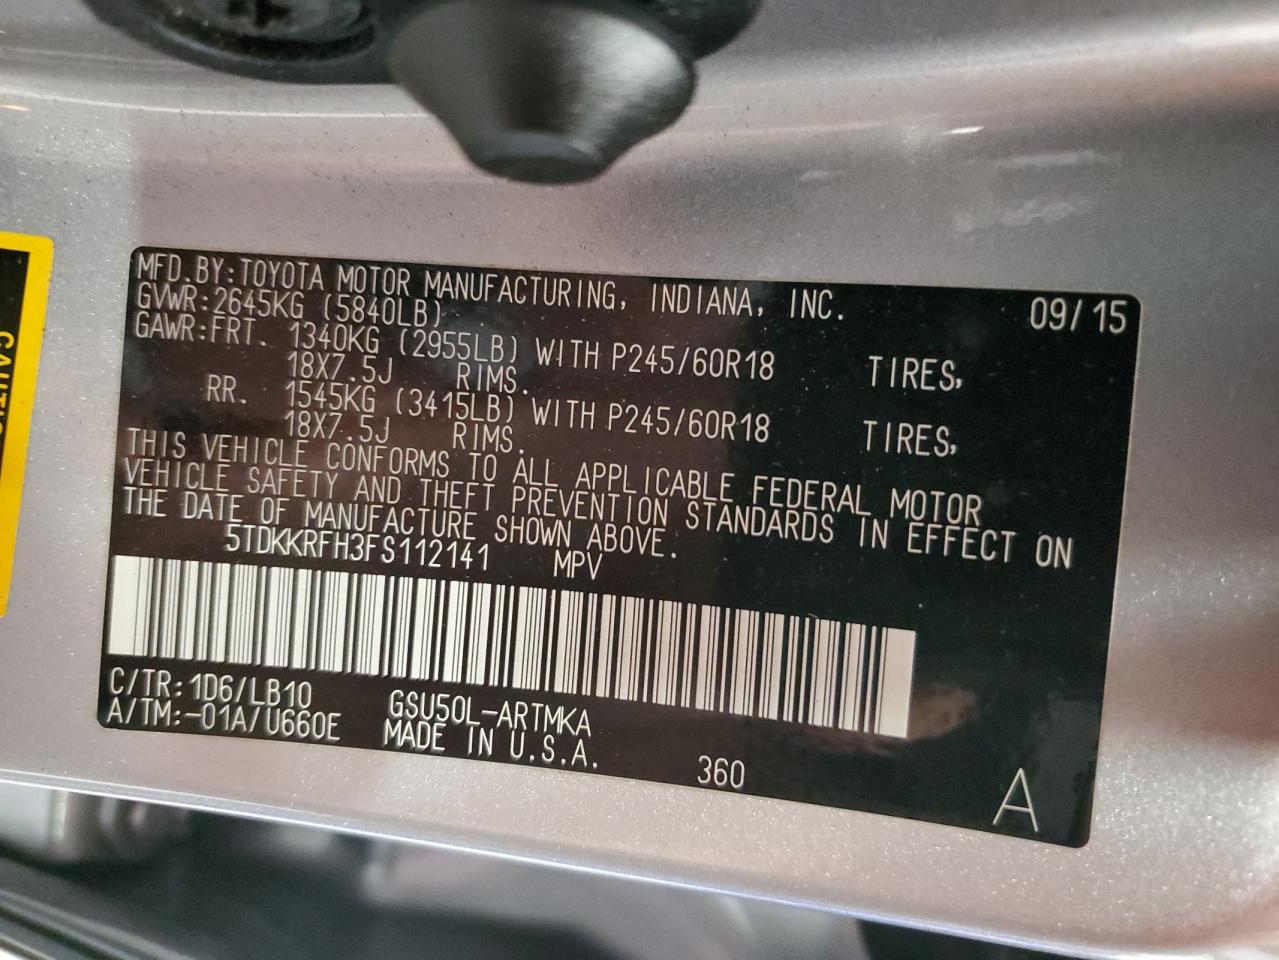 MFD.BY:TOYOTA MOTOR MANUFACTURING, INDIANA, INC. 09/15
GVWR:2645KG (5840LB)
GAWR:FRT. 1340KG (2955LB) WITH P245/60R18 TIRES,
18X7.5J RIMS.
RR. 1545KG (3415LB) WITH P245/60R18 TIRES,
18X7.5J RIMS.
THIS VEHICLE CONFORMS TO ALL APPLICABLE FEDERAL MOTOR
VEHICLE SAFETY AND THEFT PREVENTION STANDARDS IN EFFECT ON
THE DATE OF MANUFACTURE SHOWN ABOVE.
5TDKKRFH3FS112141 MPV
C/TR:1D6/LB10 GSU50L-ARTMKA
A/TM:-01A/U660E MADE IN U.S.A. 360
A